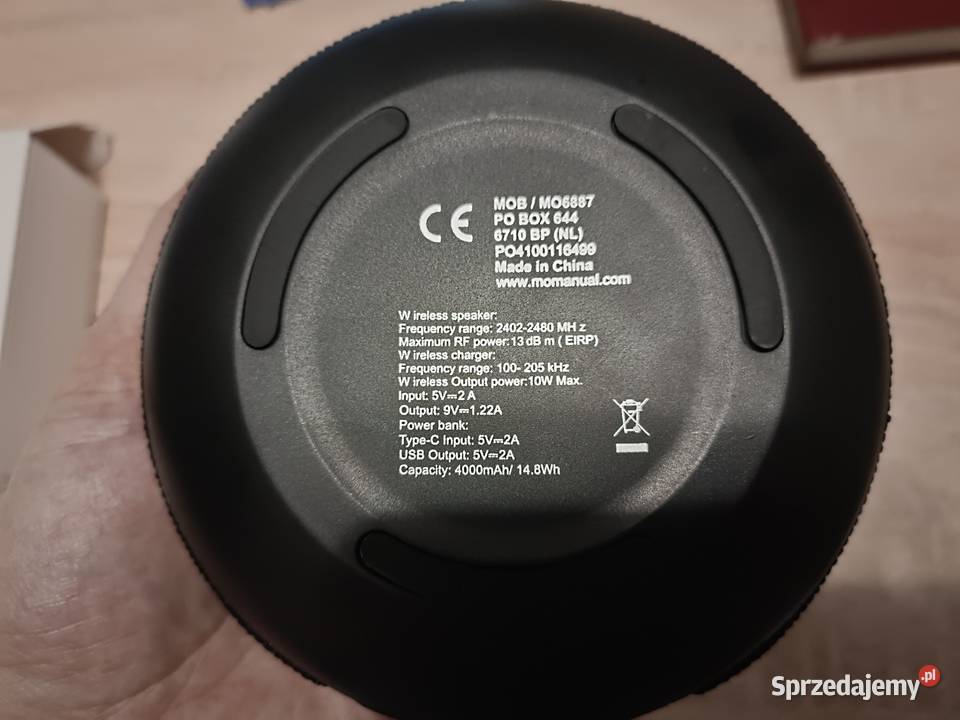 CE
MOB / MO6887
PO BOX 644
6710 BP (NL)
PO4100116499
Made in China
www.momanual.com
W ireless speaker:
Frequency range: 2402-2480 MH z
Maximum RF power:13 dB m ( EIRP)
W ireless charger:
Frequency range: 100- 205 kHz
W ireless Output power:10W Max.
Input: 5V⎓2 A
Output: 9V⎓1.22A
Power bank:
Type-C Input: 5V⎓2A
USB Output: 5V⎓2A
Capacity: 4000mAh/ 14.8Wh
Sprzedajemy.pl